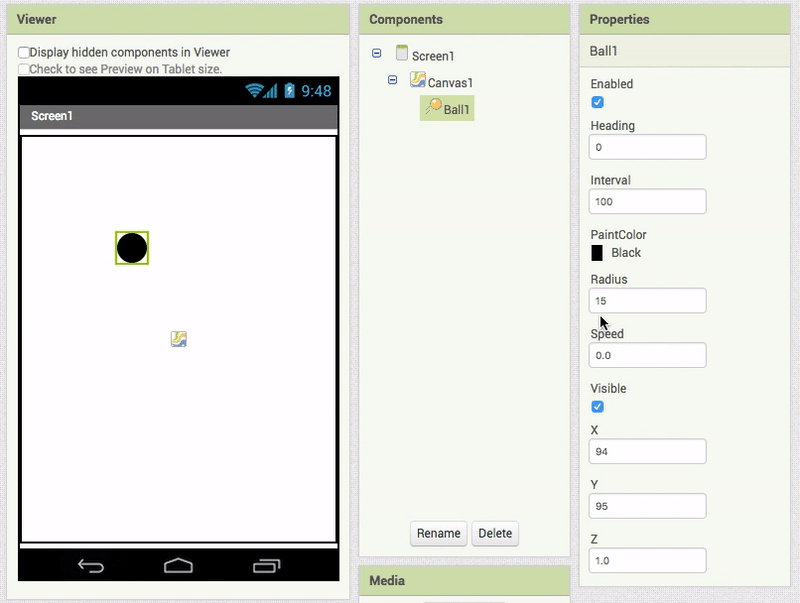 Viewer
Display hidden components in Viewer
Check to see Preview on Tablet size.
9:48
Screen1
Components
Screen1
Canvas1
Ball1
Rename
Delete
Media
Properties
Ball1
Enabled
Heading
0
Interval
100
PaintColor
Black
Radius
15
Speed
0.0
Visible
X
94
Y
95
Z
1.0